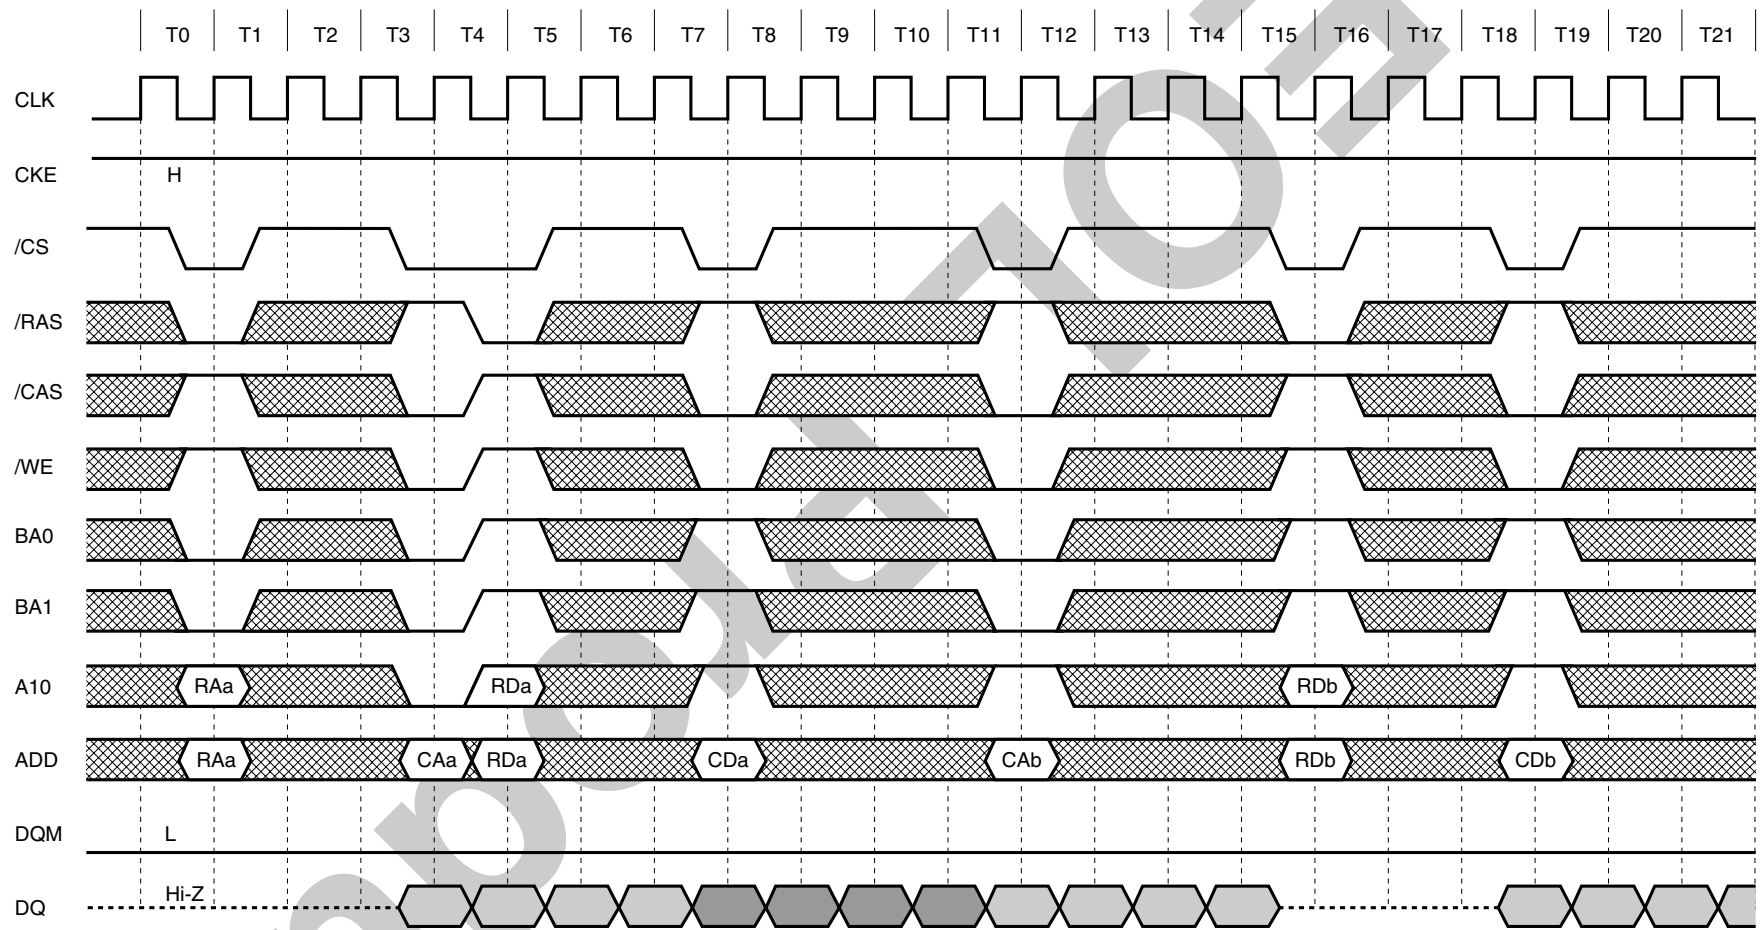 T0 T1 T2 T3 T4 T5 T6 T7 T8 T9 T10 T11 T12 T13 T14 T15 T16 T17 T18 T19 T20 T21
CLK
CKE H
/CS
/RAS
/CAS
/WE
BA0
BA1
A10 RAa RDa RDb
ADD RAa CAa RDa CDa CAb RDb CDb
DQM L
DQ Hi-Z